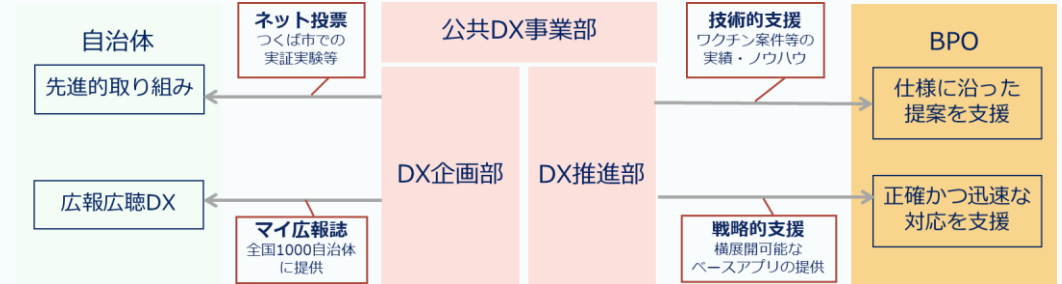 自治体
先進的取り組み
広報広聴DX
ネット投票
つくば市での
実証実験等
マイ広報誌
全国1000自治体
に提供
公共DX事業部
DX企画部
DX推進部
技術的支援
ワクチン案件等の
実績・ノウハウ
戦略的支援
横展開可能な
ベースアプリの提供
BPO
仕様に沿った
提案を支援
正確かつ迅速な
対応を支援